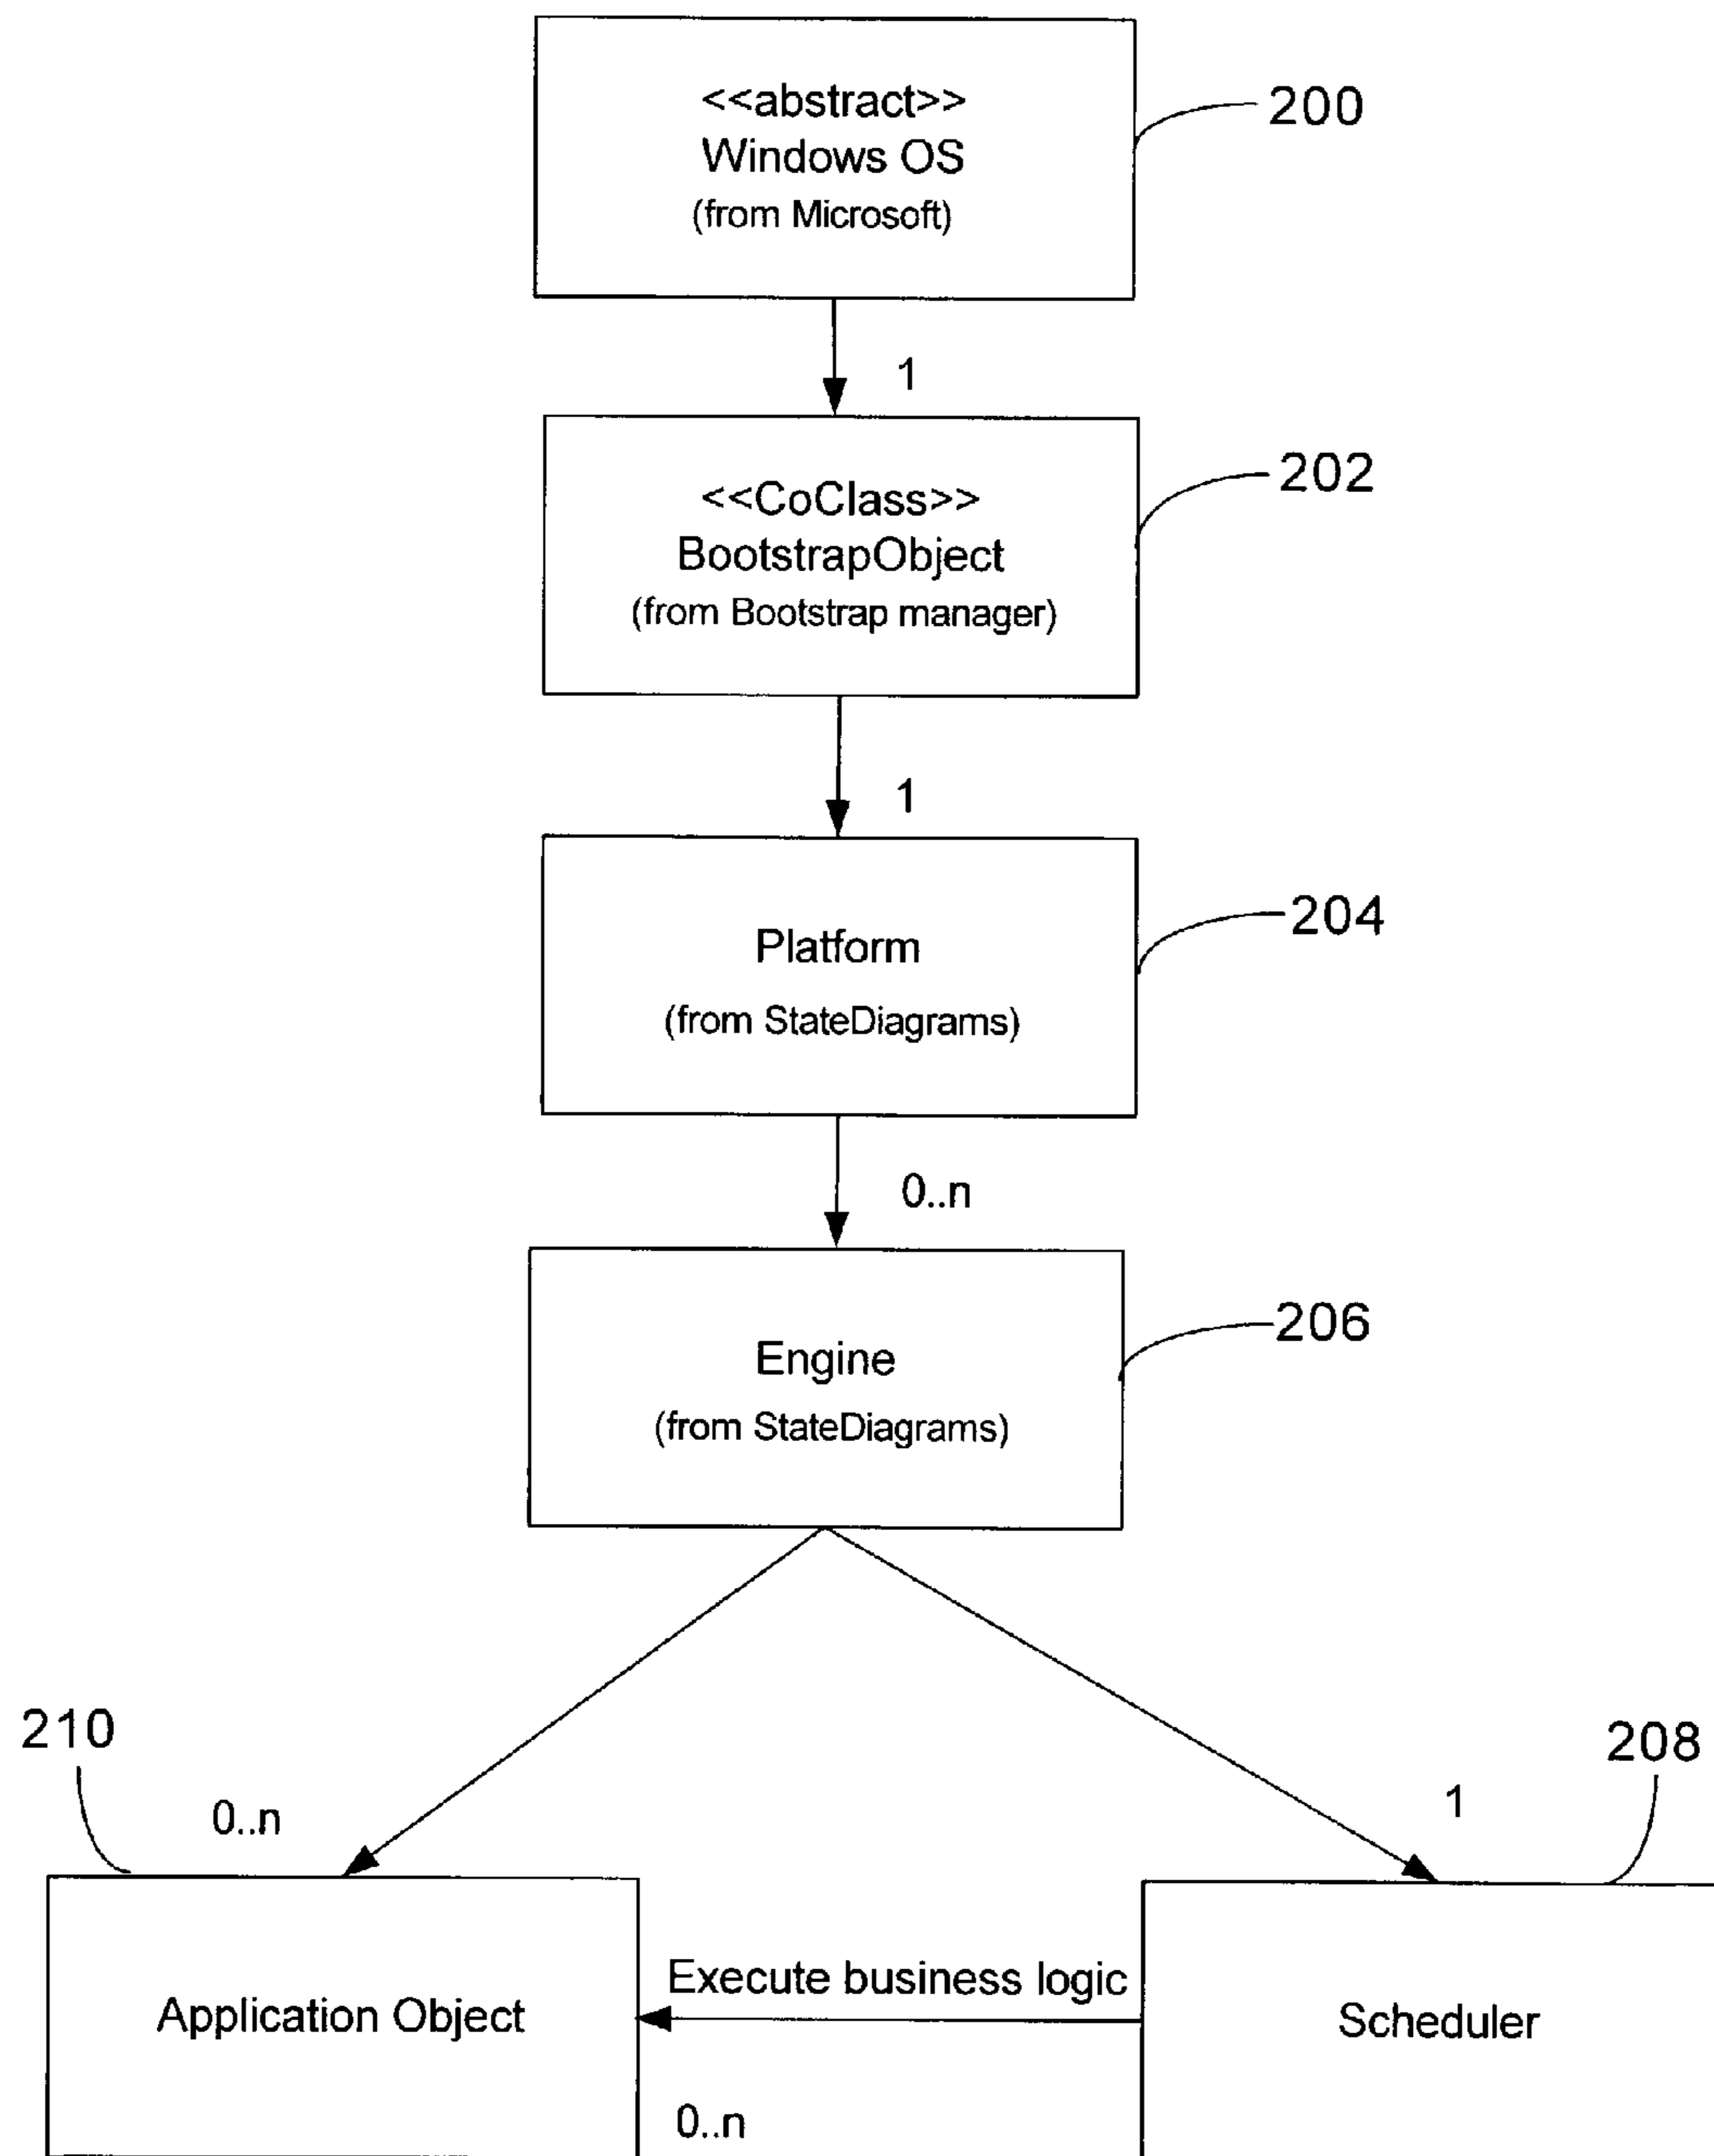 <<abstract>>
Windows OS
(from Microsoft)
200
1
<<CoClass>>
BootstrapObject
(from Bootstrap manager)
202
1
Platform
(from StateDiagrams)
204
0..n
Engine
(from StateDiagrams)
206
210
208
0..n
1
Application Object
Execute business logic
Scheduler
0..n